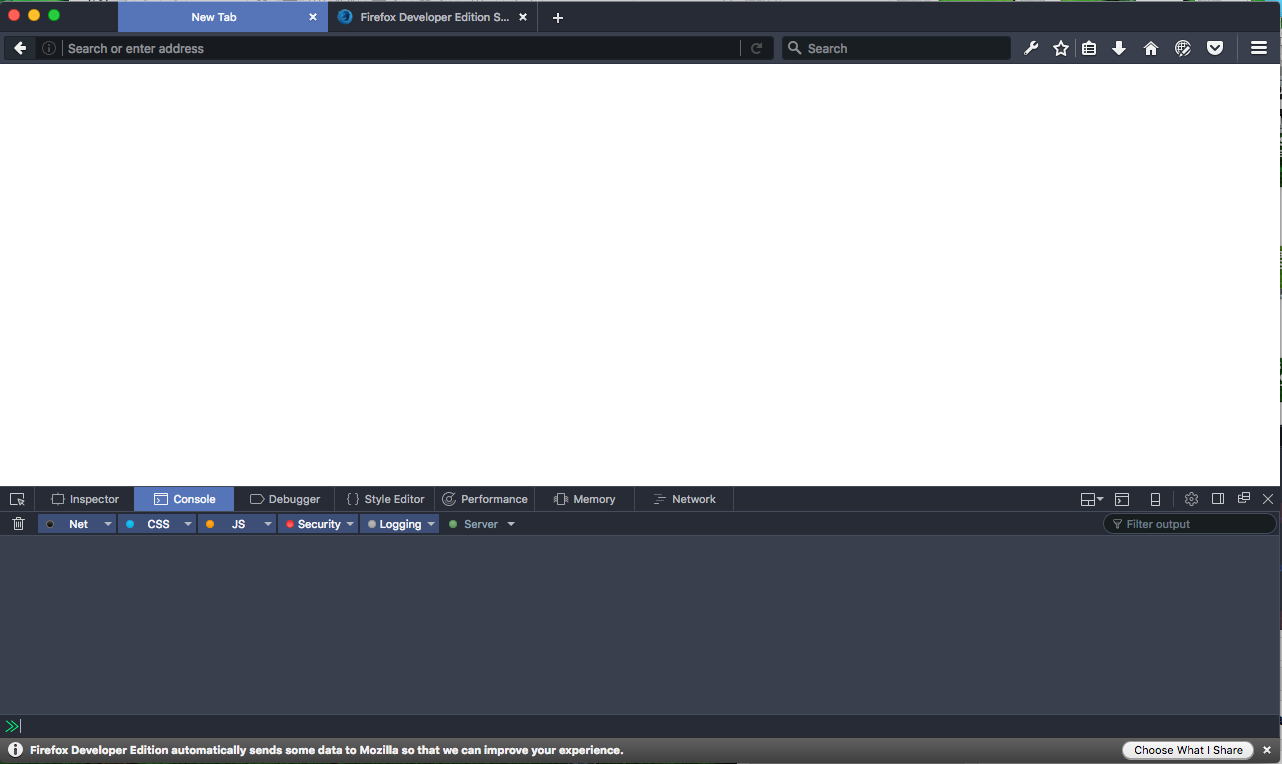 New Tab
Firefox Developer Edition S...
Search or enter address
Search
Inspector
Console
Debugger
{ } Style Editor
Performance
Memory
Network
Net
CSS
JS
Security
Logging
Server
Filter output
Firefox Developer Edition automatically sends some data to Mozilla so that we can improve your experience.
Choose What I Share